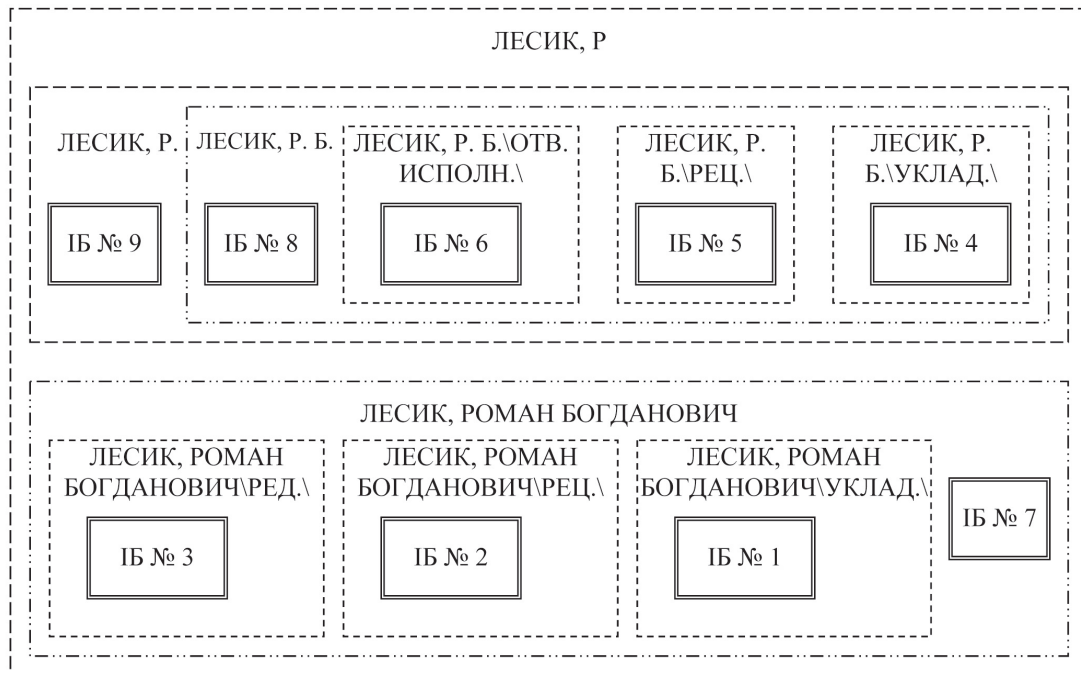 ЛЕСИК, Р
ЛЕСИК, Р.
ІБ № 9
ЛЕСИК, Р. Б.
ІБ № 8
ЛЕСИК, Р. Б.\ОТВ.
ИСПОЛН.\
ІБ № 6
ЛЕСИК, Р.
Б.\РЕЦ.\
ІБ № 5
ЛЕСИК, Р.
Б.\УКЛАД.\
ІБ № 4
ЛЕСИК, РОМАН БОГДАНОВИЧ
ЛЕСИК, РОМАН
БОГДАНОВИЧ\РЕД.\
ІБ № 3
ЛЕСИК, РОМАН
БОГДАНОВИЧ\РЕЦ.\
ІБ № 2
ЛЕСИК, РОМАН
БОГДАНОВИЧ\УКЛАД.\
ІБ № 1
ІБ № 7